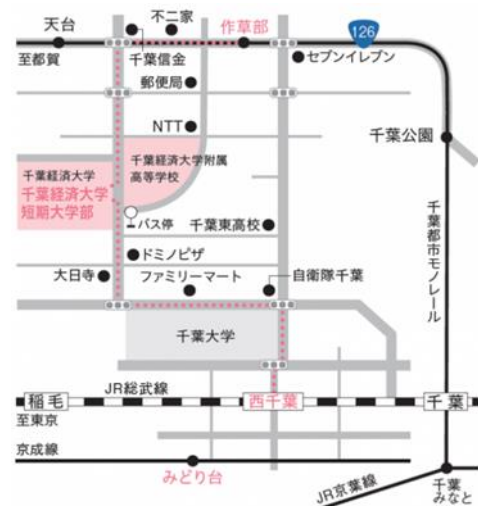 天台
不二家
作草部
126
至都賀
千葉信金
セブンイレブン
郵便局
NTT
千葉公園
千葉経済大学附属
高等学校
千葉経済大学
千葉経済大学
短期大学部
バス停
千葉東高校
千葉都市モノレール
ドミノピザ
大日寺
ファミリーマート
自衛隊千葉
千葉大学
JR総武線
稲毛
西千葉
千葉
至東京
京成線
みどり台
JR京葉線
千葉
みなと